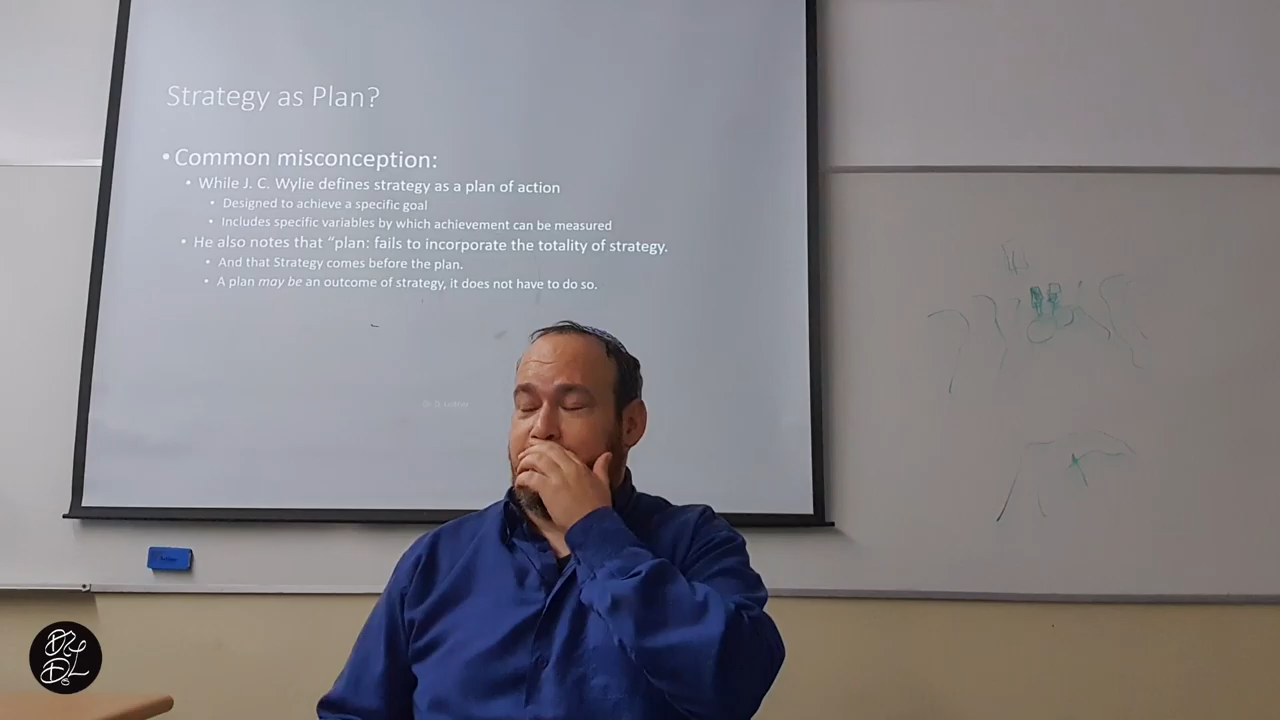 Strategy as Plan?
• Common misconception:
• While J. C. Wylie defines strategy as a plan of action
• Designed to achieve a specific goal
• Includes specific variables by which achievement can be measured
• He also notes that “plan: fails to incorporate the totality of strategy.
• And that Strategy comes before the plan.
• A plan may be an outcome of strategy, it does not have to do so.